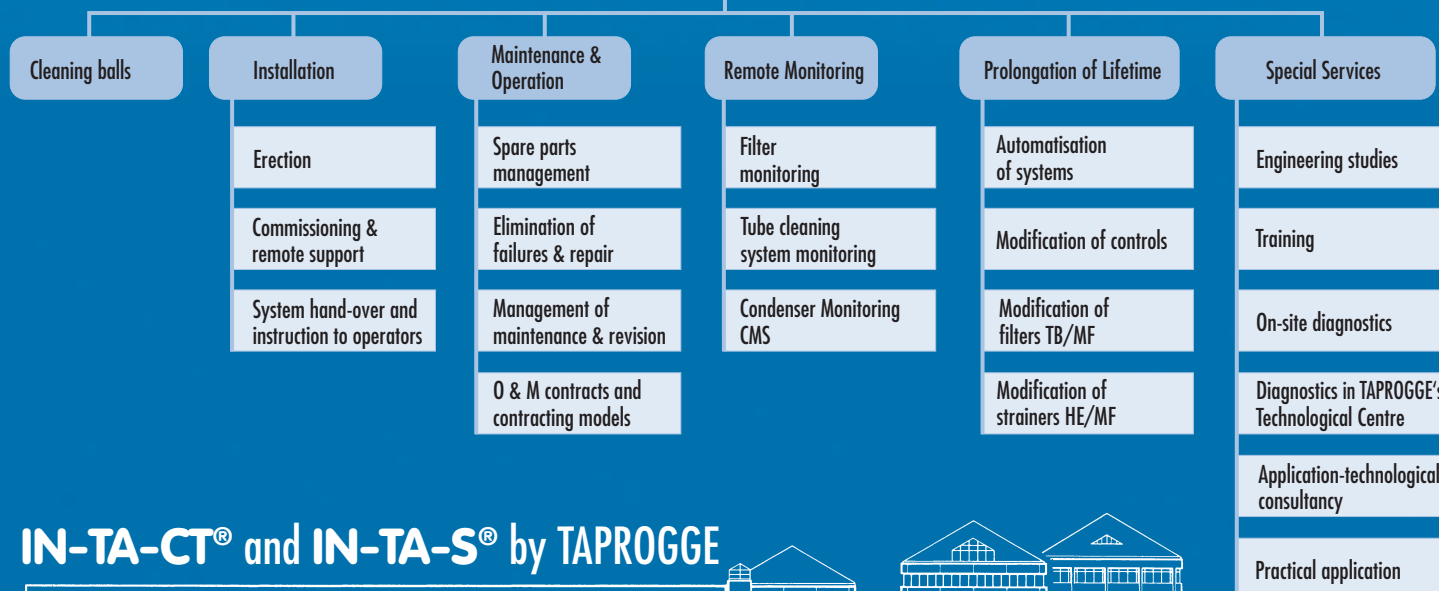 Cleaning balls
Installation
Erection
Commissioning &
remote support
System hand-over and
instruction to operators
Maintenance &
Operation
Spare parts
management
Elimination of
failures & repair
Management of
maintenance & revision
O & M contracts and
contracting models
Remote Monitoring
Filter
monitoring
Tube cleaning
system monitoring
Condenser Monitoring
CMS
Prolongation of Lifetime
Automatisation
of systems
Modification of controls
Modification of
filters TB/MF
Modification of
strainers HE/MF
Special Services
Engineering studies
Training
On-site diagnostics
Diagnostics in TAPROGGE‘s
Technological Centre
Application-technological
consultancy
Practical application
IN-TA-CT® and IN-TA-S® by TAPROGGE